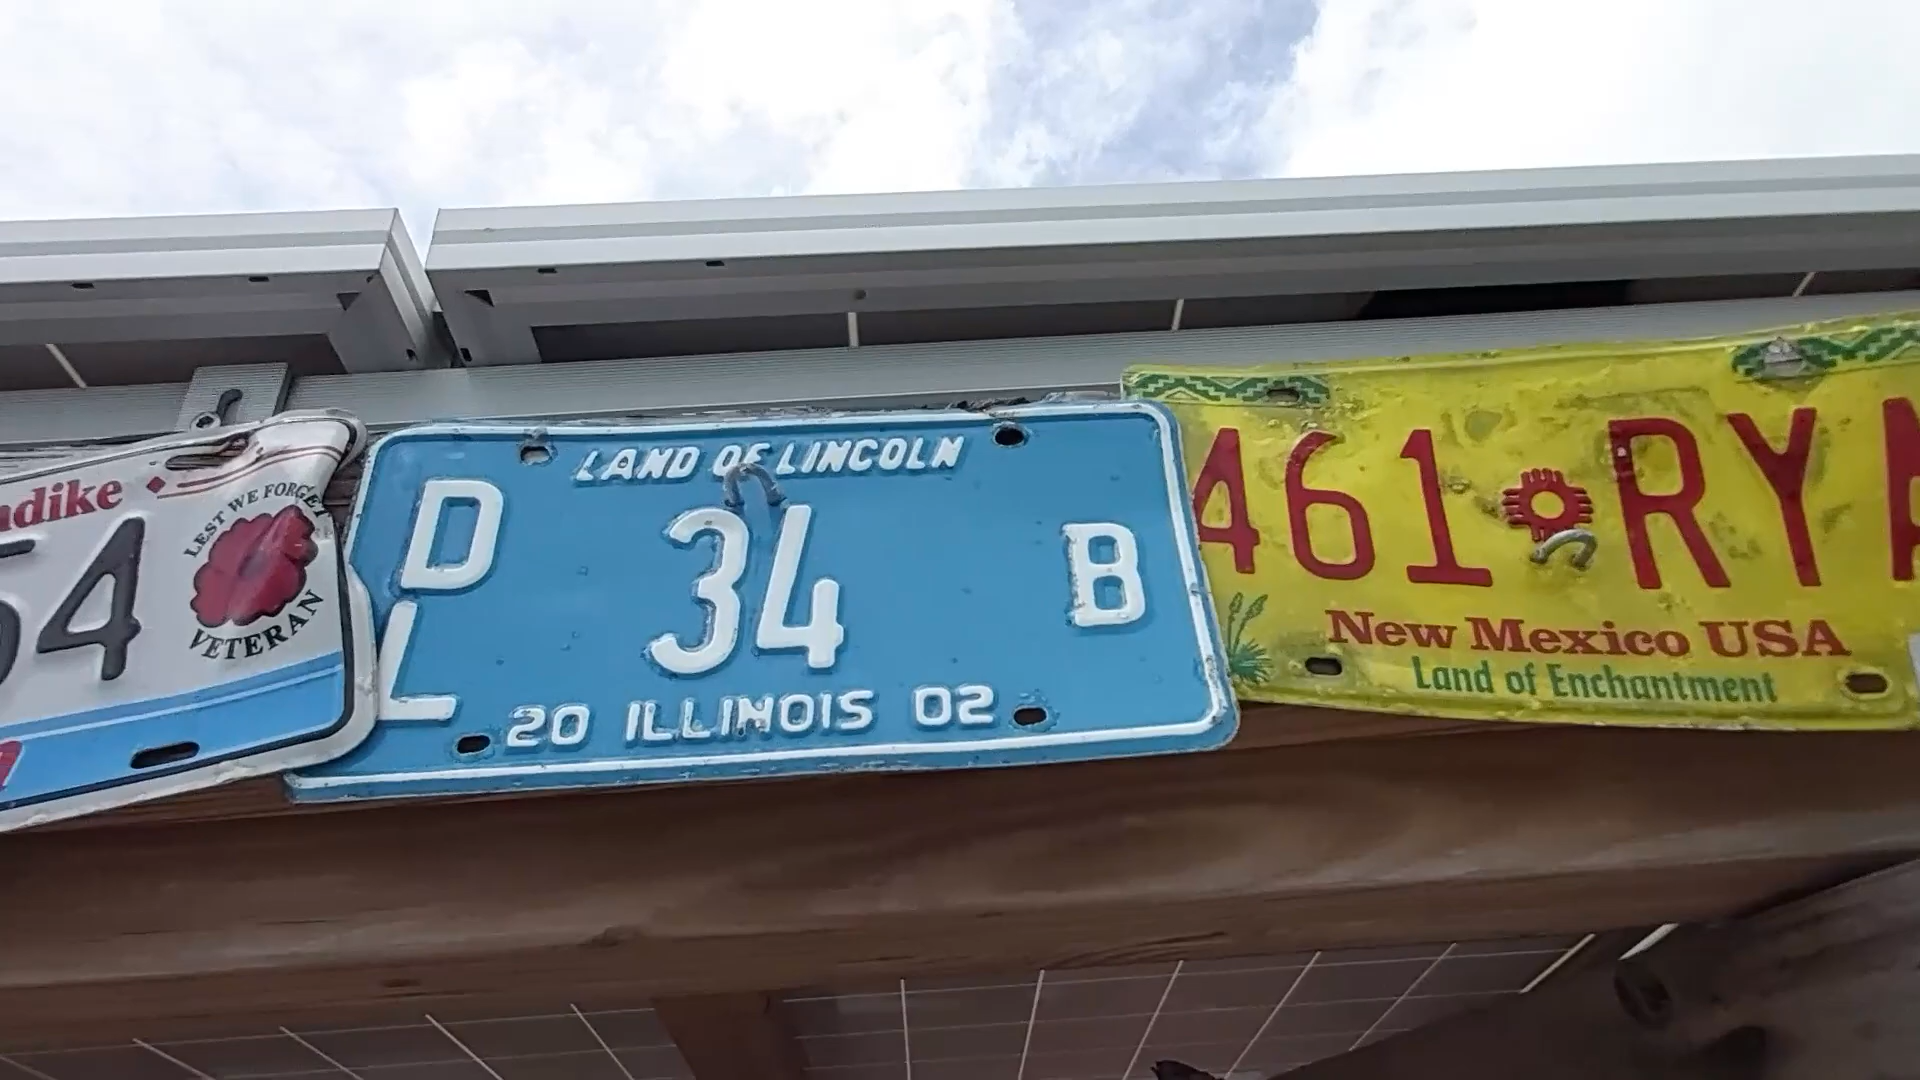 LEST WE FORGET
54
VETERAN
LAND OF LINCOLN
DL 34 B
20 ILLINOIS 02
461 RY
New Mexico USA
Land of Enchantment